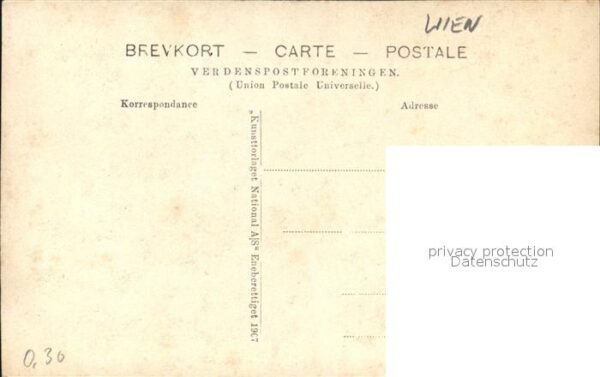 WIEN
BREVKORT — CARTE — POSTALE
VERDENSPOSTFORENINGEN.
(Union Postale Universelle.)
Korrespondance
Adresse
„Kunstforlaget National A|S“ Eneberettiget 1907
privacy protection
Datenschutz
0,30